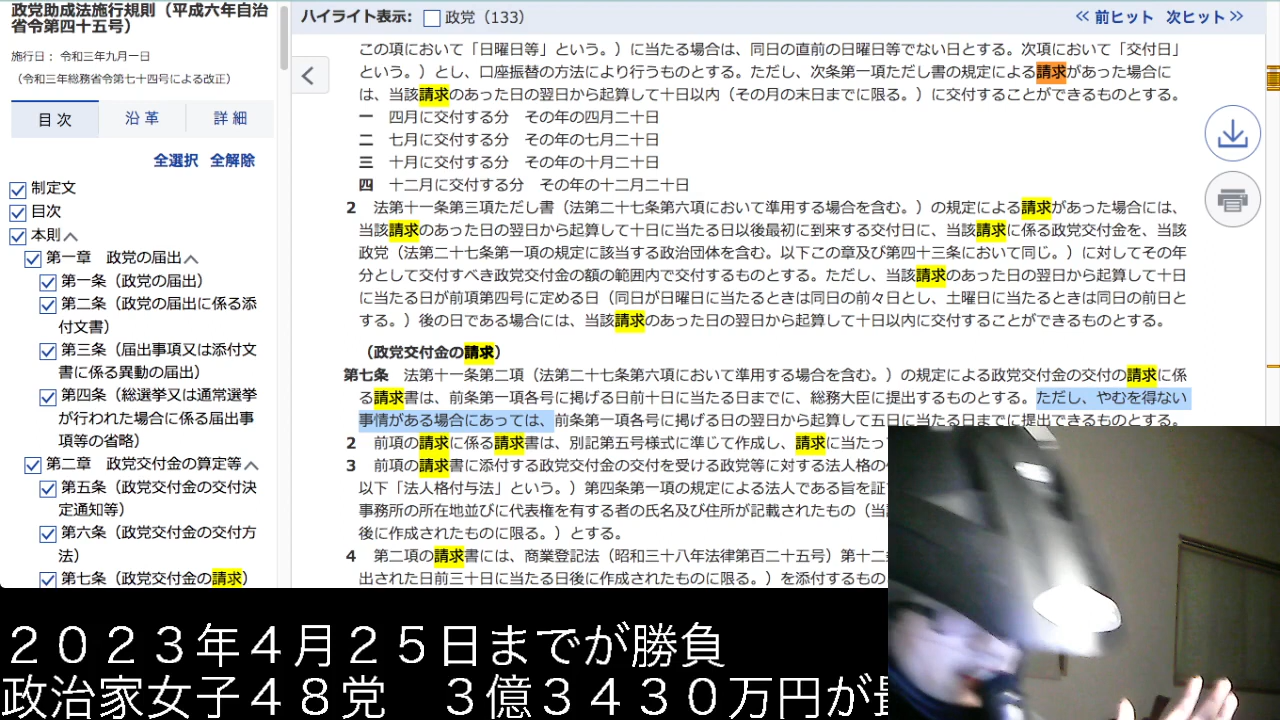 政党助成法施行規則（平成六年自治
省令第四十五号）
施行日： 令和三年九月一日
（令和三年総務省令第七十四号による改正）
目次 沿革 詳細
全選択 全解除
制定文
目次
本則
第一章 政党の届出
第一条（政党の届出）
第二条（政党の届出に係る添
付文書）
第三条（届出事項又は添付文
書に係る異動の届出）
第四条（総選挙又は通常選挙
が行われた場合に係る届出事
項等の省略）
第二章 政党交付金の算定等
第五条（政党交付金の交付決
定通知等）
第六条（政党交付金の交付方
法）
第七条（政党交付金の請求）
ハイライト表示: 政党（133） 前ヒット 次ヒット
この項において「日曜日等」という。）に当たる場合は、同日の直前の日曜日等でない日とする。次項において「交付日」
という。）とし、口座振替の方法により行うものとする。ただし、次条第一項ただし書の規定による請求があった場合に
は、当該請求のあった日の翌日から起算して十日以内（その月の末日までに限る。）に交付することができるものとする。
一 四月に交付する分 その年の四月二十日
二 七月に交付する分 その年の七月二十日
三 十月に交付する分 その年の十月二十日
四 十二月に交付する分 その年の十二月二十日
２ 法第十一条第三項ただし書（法第二十七条第六項において準用する場合を含む。）の規定による請求があった場合には、
当該請求のあった日の翌日から起算して十日に当たる日以後最初に到来する交付日に、当該請求に係る政党交付金を、当該
政党（法第二十七条第一項の規定に該当する政治団体を含む。以下この章及び第四十三条において同じ。）に対してその年
分として交付すべき政党交付金の額の範囲内で交付するものとする。ただし、当該請求のあった日の翌日から起算して十日
に当たる日が前項第四号に定める日（同日が日曜日に当たるときは同日の前々日とし、土曜日に当たるときは同日の前日と
する。）後の日である場合には、当該請求のあった日の翌日から起算して十日以内に交付することができるものとする。
（政党交付金の請求）
第七条 法第十一条第二項（法第二十七条第六項において準用する場合を含む。）の規定による政党交付金の交付の請求に係
る請求書は、前条第一項各号に掲げる日前十日に当たる日までに、総務大臣に提出するものとする。ただし、やむを得ない
事情がある場合にあっては、前条第一項各号に掲げる日の翌日から起算して五日に当たる日までに提出できるものとする。
２ 前項の請求に係る請求書は、別記第五号様式に準じて作成し、請求に当たっ
３ 前項の請求書に添付する政党交付金の交付を受ける政党等に対する法人格の
以下「法人格付与法」という。）第四条第一項の規定による法人である旨を証
事務所の所在地並びに代表権を有する者の氏名及び住所が記載されたもの（当
後に作成されたものに限る。）とする。
４ 第二項の請求書には、商業登記法（昭和三十八年法律第百二十五号）第十二
出された日前三十日に当たる日後に作成されたものに限る。）を添付するもの
２０２３年４月２５日までが勝負
政治家女子４８党 ３億３４３０万円が